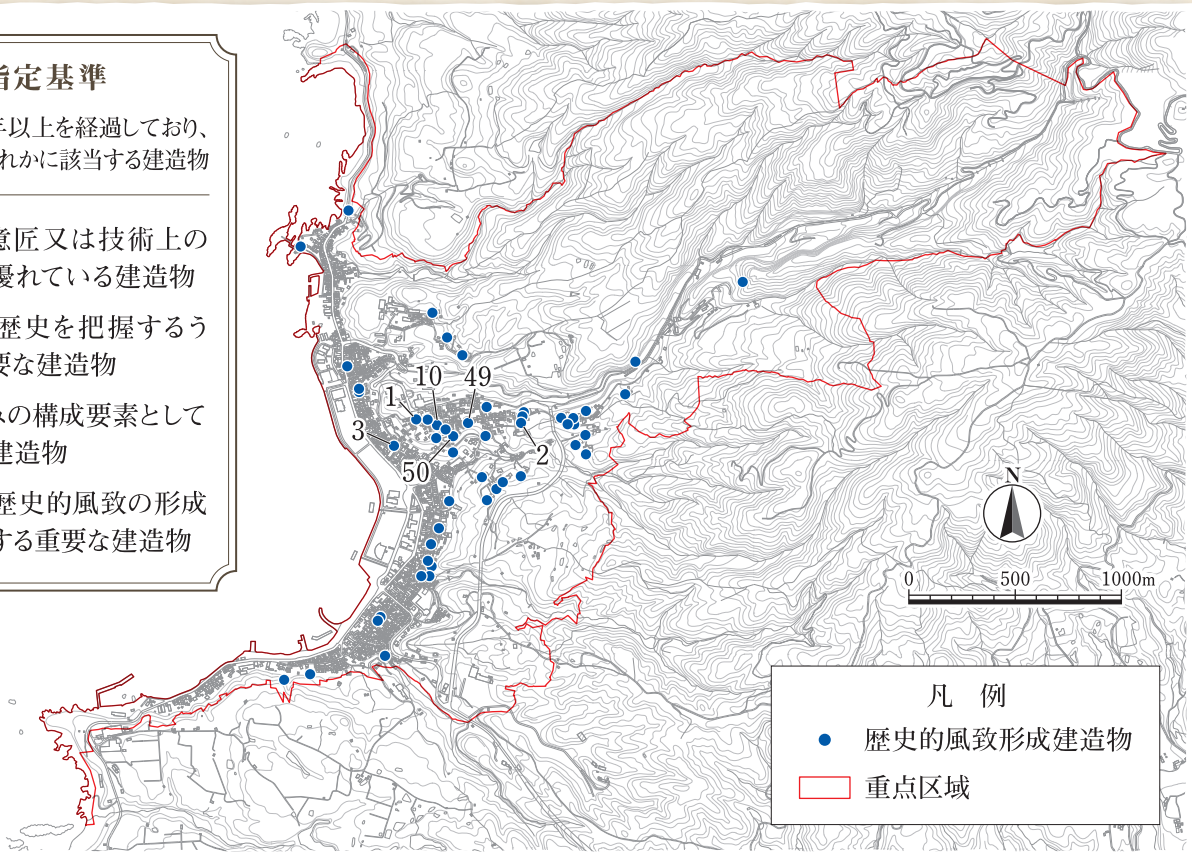 指定基準
年以上を経過しており、
れかに該当する建造物
意匠又は技術上の
優れている建造物
歴史を把握するう
要な建造物
みの構成要素として
建造物
歴史的風致の形成
する重要な建造物
1
10
49
3
50
2
N
0 500 1000m
凡 例
歴史的風致形成建造物
重点区域